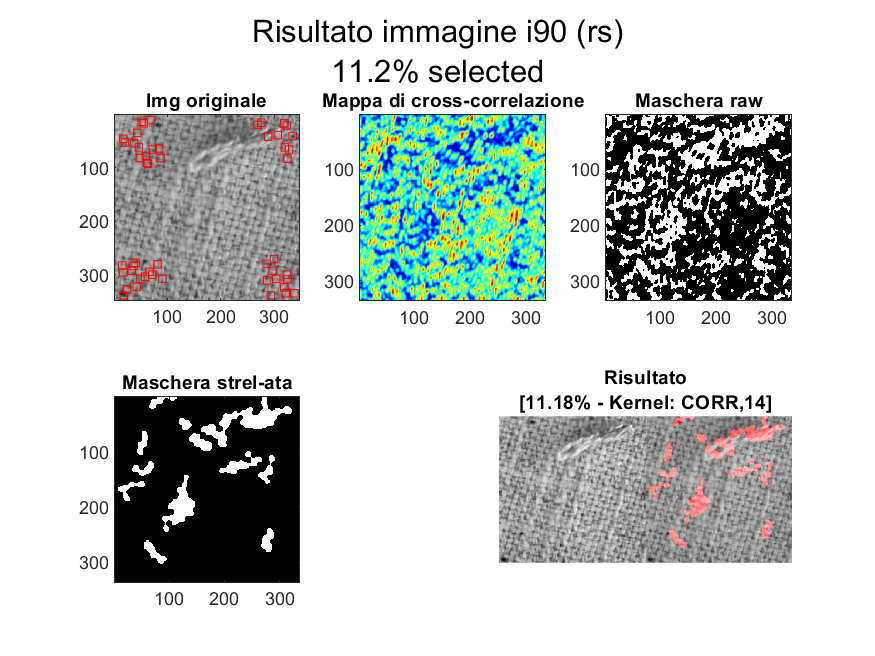 Risultato immagine i90 (rs)
11.2% selected
Img originale
100
200
300
100 200 300
Mappa di cross-correlazione
100
200
300
100 200 300
Maschera raw
100
200
300
100 200 300
Maschera strel-ata
100
200
300
100 200 300
Risultato
[11.18% - Kernel: CORR,14]